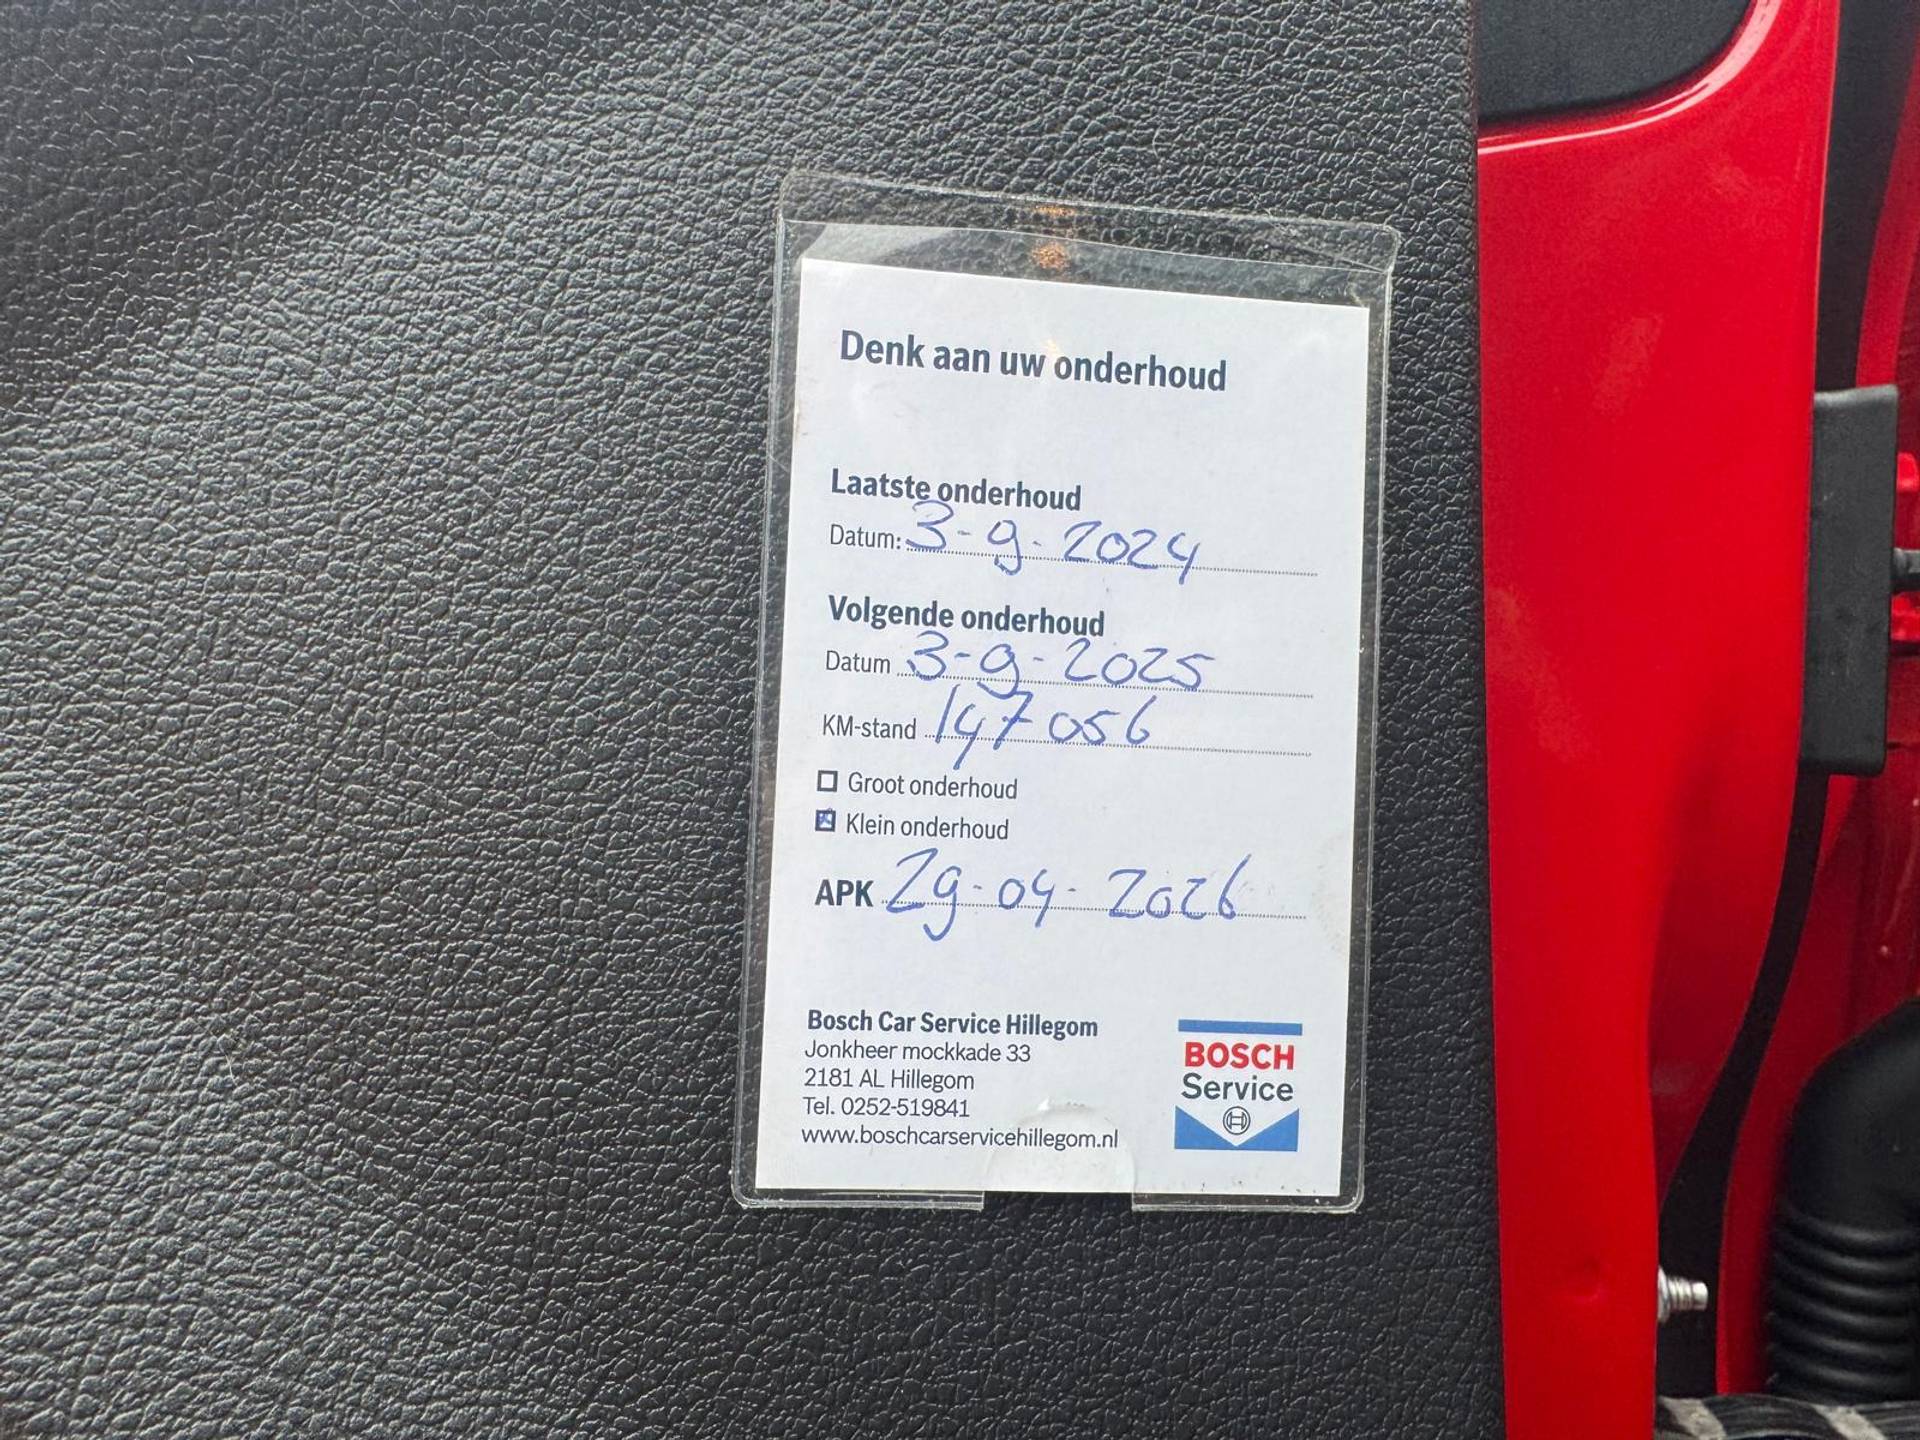 Denk aan uw onderhoud
Laatste onderhoud
Datum: 3-9-2024
Volgende onderhoud
Datum 3-9-2025
KM-stand 147056
Groot onderhoud
Klein onderhoud
APK 29-04-2026
Bosch Car Service Hillegom
Jonkheer mockkade 33
2181 AL Hillegom
Tel. 0252-519841
www.boschcarservicehillegom.nl
BOSCH
Service